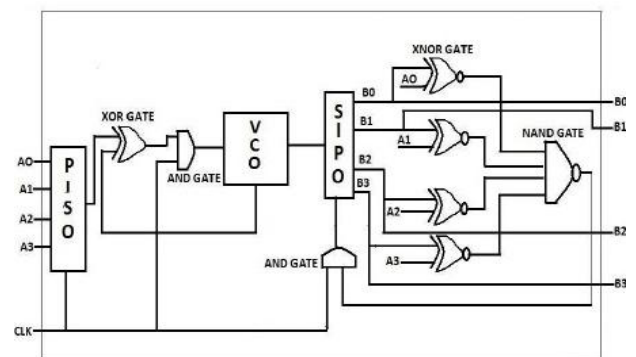 XNOR GATE
A0
B0
B0
XOR GATE
V
C
O
S
I
P
O
B1
B1
A1
NAND GATE
P
I
S
O
A0
AND GATE
B2
A1
B3
A2
A2
B2
A3
AND GATE
A3
B3
CLK